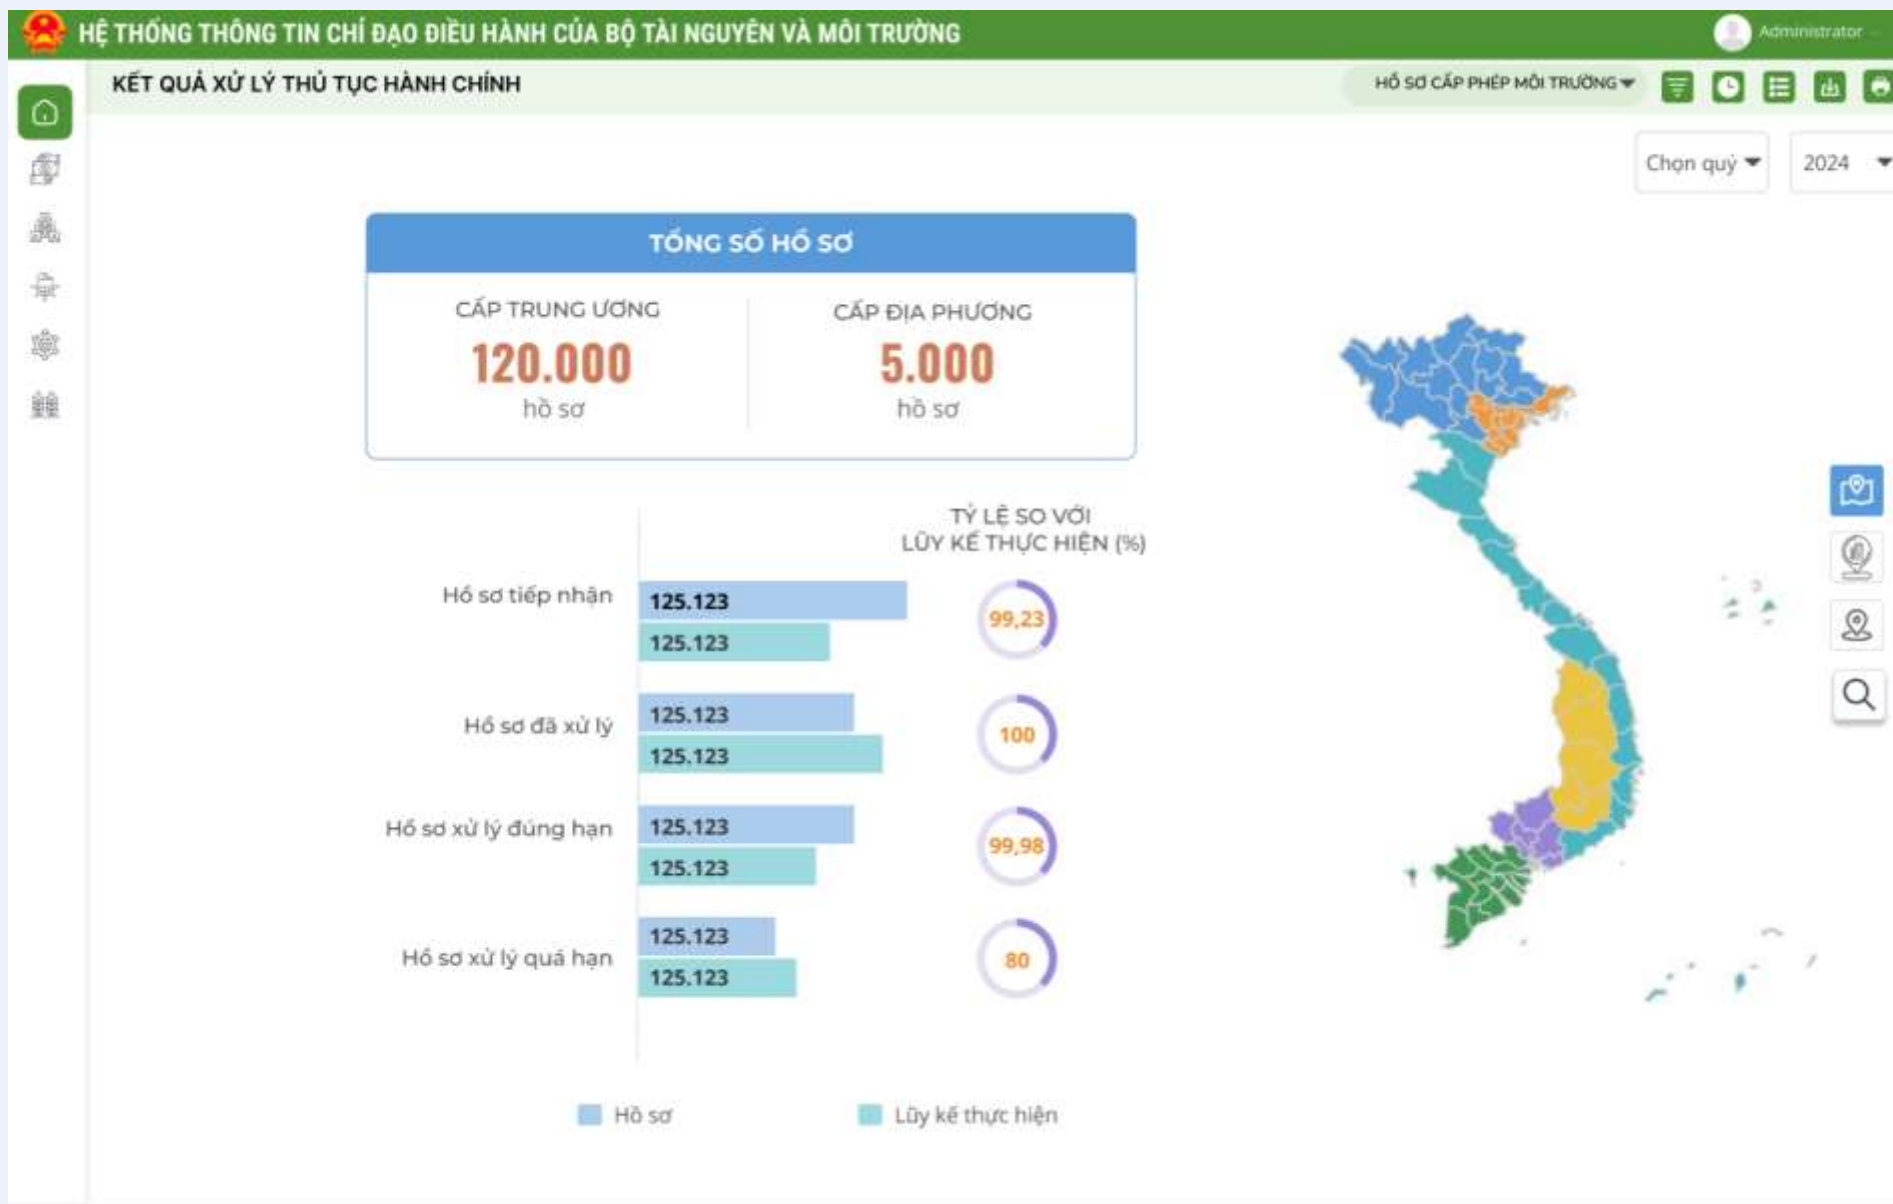 HỆ THỐNG THÔNG TIN CHỈ ĐẠO ĐIỀU HÀNH CỦA BỘ TÀI NGUYÊN VÀ MÔI TRƯỜNG
Administrator
KẾT QUẢ XỬ LÝ THỦ TỤC HÀNH CHÍNH
HỒ SƠ CẤP PHÉP MÔI TRƯỜNG
Chọn quý
2024
TỔNG SỐ HỒ SƠ
CẤP TRUNG ƯƠNG
CẤP ĐỊA PHƯƠNG
120.000
5.000
hồ sơ
hồ sơ
TỶ LỆ SO VỚI
LŨY KẾ THỰC HIỆN (%)
Hồ sơ tiếp nhận
125.123
125.123
99,23
Hồ sơ đã xử lý
125.123
125.123
100
Hồ sơ xử lý đúng hạn
125.123
125.123
99,98
Hồ sơ xử lý quá hạn
125.123
125.123
80
Hồ sơ
Lũy kế thực hiện